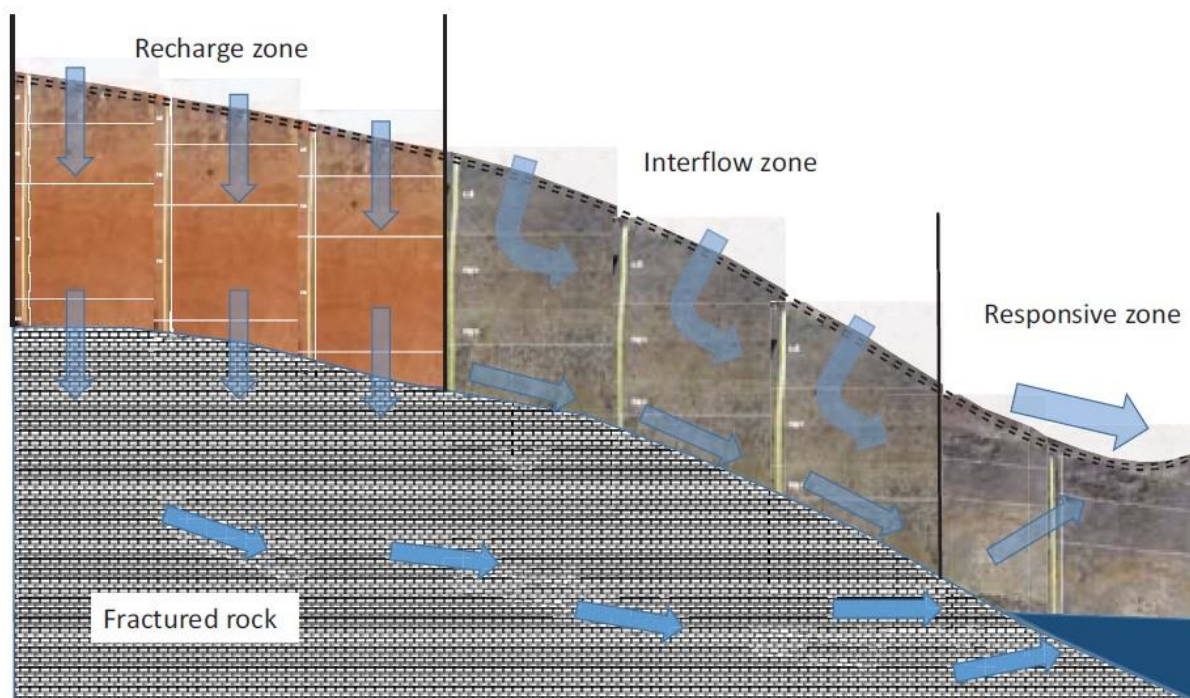 Recharge zone
Interflow zone
Responsive zone
Fractured rock